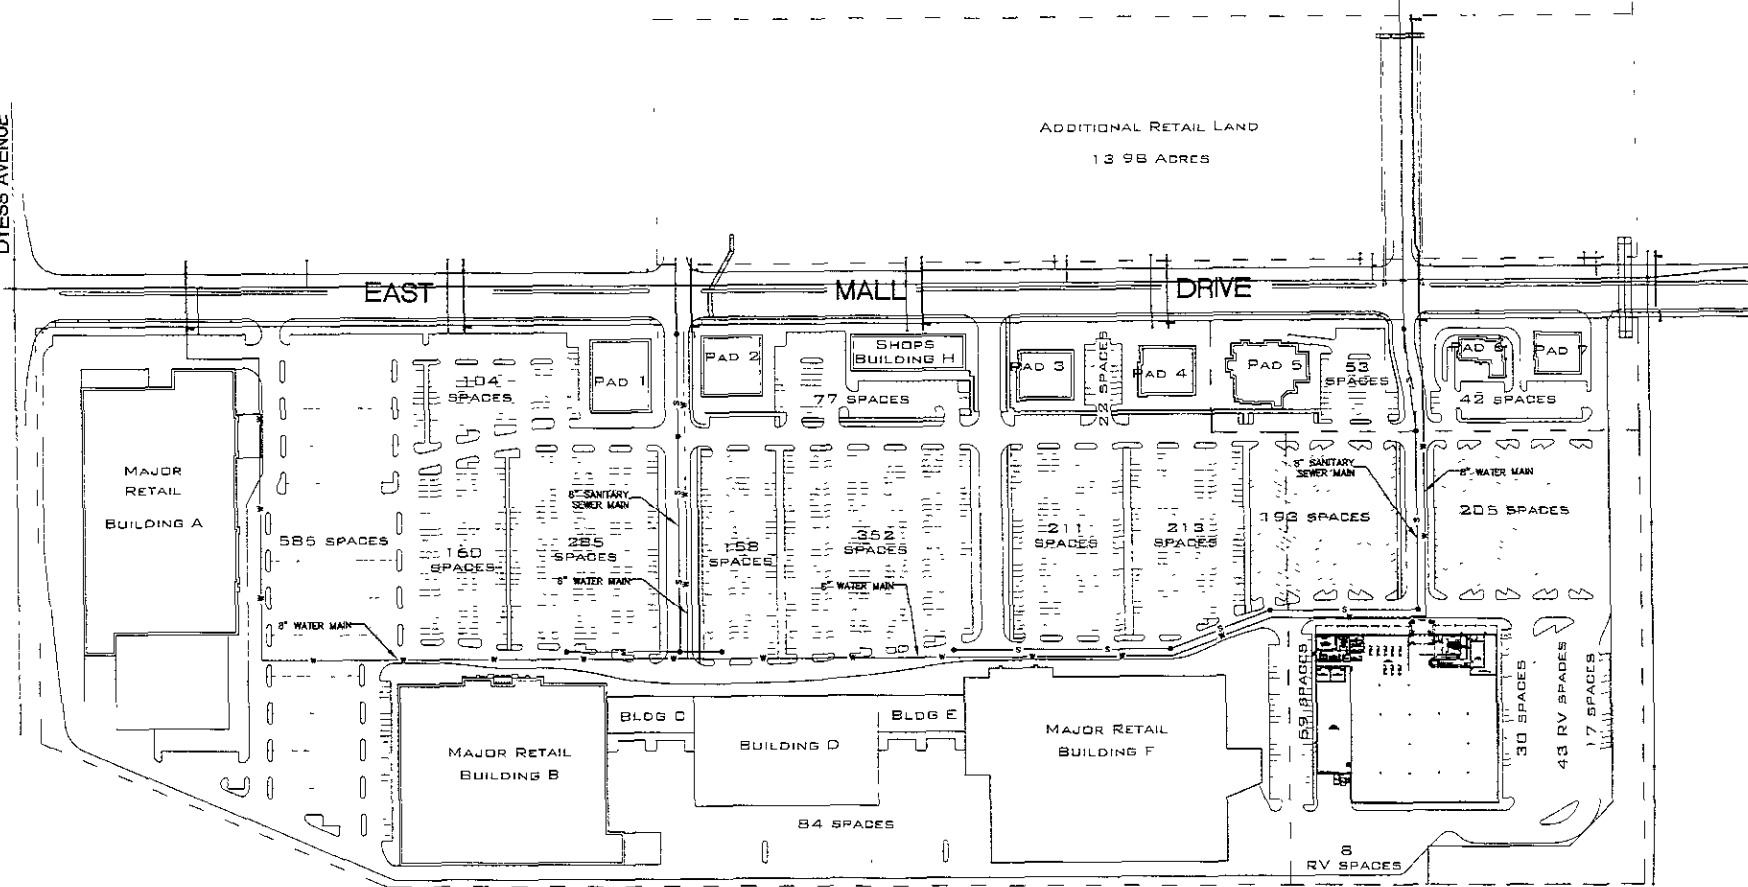 DYESS AVENUE
ADDITIONAL RETAIL LAND
13.98 ACRES
EAST MALL DRIVE
PAD 1
PAD 2
SHOPS
BUILDING H
PAD 3
22 SPACES
PAD 4
PAD 5
53
SPACES
PAD 6
PAD 7
104
SPACES
77 SPACES
42 SPACES
MAJOR
RETAIL
BUILDING A
585 SPACES
160
SPACES
285
SPACES
8" SANITARY
SEWER MAIN
8" WATER MAIN
158
SPACES
352
SPACES
8" WATER MAIN
211
SPACES
213
SPACES
193 SPACES
8" SANITARY
SEWER MAIN
8" WATER MAIN
205 SPACES
8" WATER MAIN
S
W
MAJOR RETAIL
BUILDING B
BLDG C
BUILDING D
BLDG E
MAJOR RETAIL
BUILDING F
59 SPACES
30 SPACES
43 RV SPACES
17 SPACES
84 SPACES
8
RV SPACES